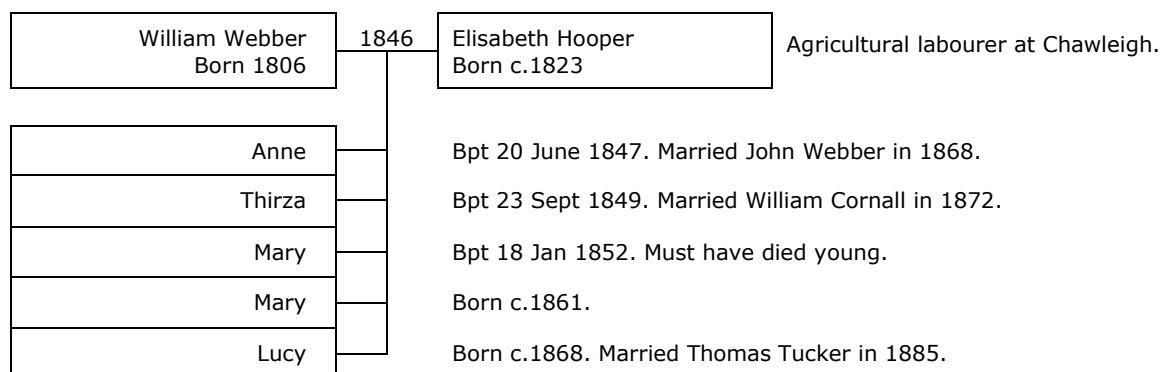 William Webber 1846 Elisabeth Hooper Agricultural labourer at Chawleigh.
Born 1806 Born c.1823
Anne Bpt 20 June 1847. Married John Webber in 1868.
Thirza Bpt 23 Sept 1849. Married William Cornall in 1872.
Mary Bpt 18 Jan 1852. Must have died young.
Mary Born c.1861.
Lucy Born c.1868. Married Thomas Tucker in 1885.